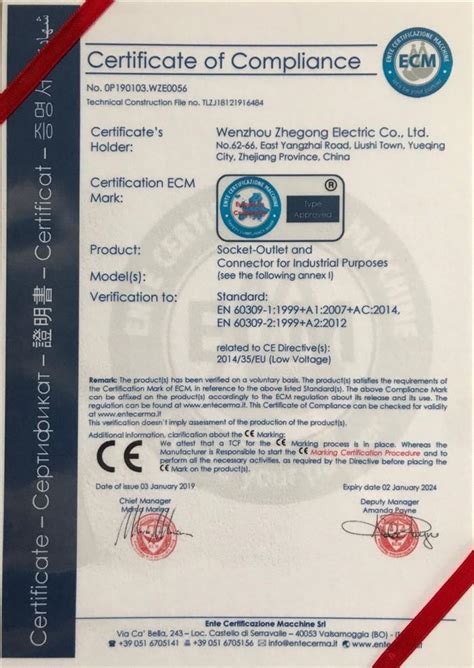 Certificate – Сертификат – 證明書 – Certificat – 증명서
ENTE CERTIFICAZIONE MACCHINE
ECM
Certificate of Compliance
No. 0P190103.WZE0056
Technical Construction File no. TLZJ18121916484
Certificate's
Holder:
Wenzhou Zhegong Electric Co., Ltd.
No.62-66, East Yangzhai Road, Liushi Town, Yueqing
City, Zhejiang Province, China
Certification ECM
Mark:
ENTE CERTIFICAZIONE MACCHINE
Type
Approved
®
Product:
Socket-Outlet and
Connector for Industrial Purposes
Model(s):
(see the following annex I)
Verification to:
Standard:
EN 60309-1:1999+A1:2007+AC:2014,
EN 60309-2:1999+A2:2012
related to CE Directive(s):
2014/35/EU (Low Voltage)
Remark: The product(s) has been verified on a voluntary basis. The product(s) satisfies the requirements of
the Certification Mark of ECM, in reference to the above listed Standard(s). The above Compliance Mark
can be affixed on the product(s) accordingly to the ECM regulation about its release and its use. The
regulation can be found at www.entecerma.it. This Certificate of Compliance can be checked for validity
at www.entecerma.it
This verification doesn't imply assessment of the production of the product(s).
Additional information, clarification about the CE Marking:
CE
We attest that a TCF for the CE Marking process is in place. Whereas the
Manufacturer is Responsible to start the CE Marking Certification Procedure and to
perform all the necessary activities, as required by the Directive before placing the
CE Mark on the product(s).
Date of issue 03 January 2019
Expiry date 02 January 2024
Chief Manager
Deputy Manager
Amanda Payne
Ente Certificazione Macchine Srl
Via Ca' Bella, 243 – Loc. Castello di Serravalle – 40053 Valsamoggia (BO) -
+39 051 6705141 +39 051 6705156 info@entecerma.it www.entecerma.it